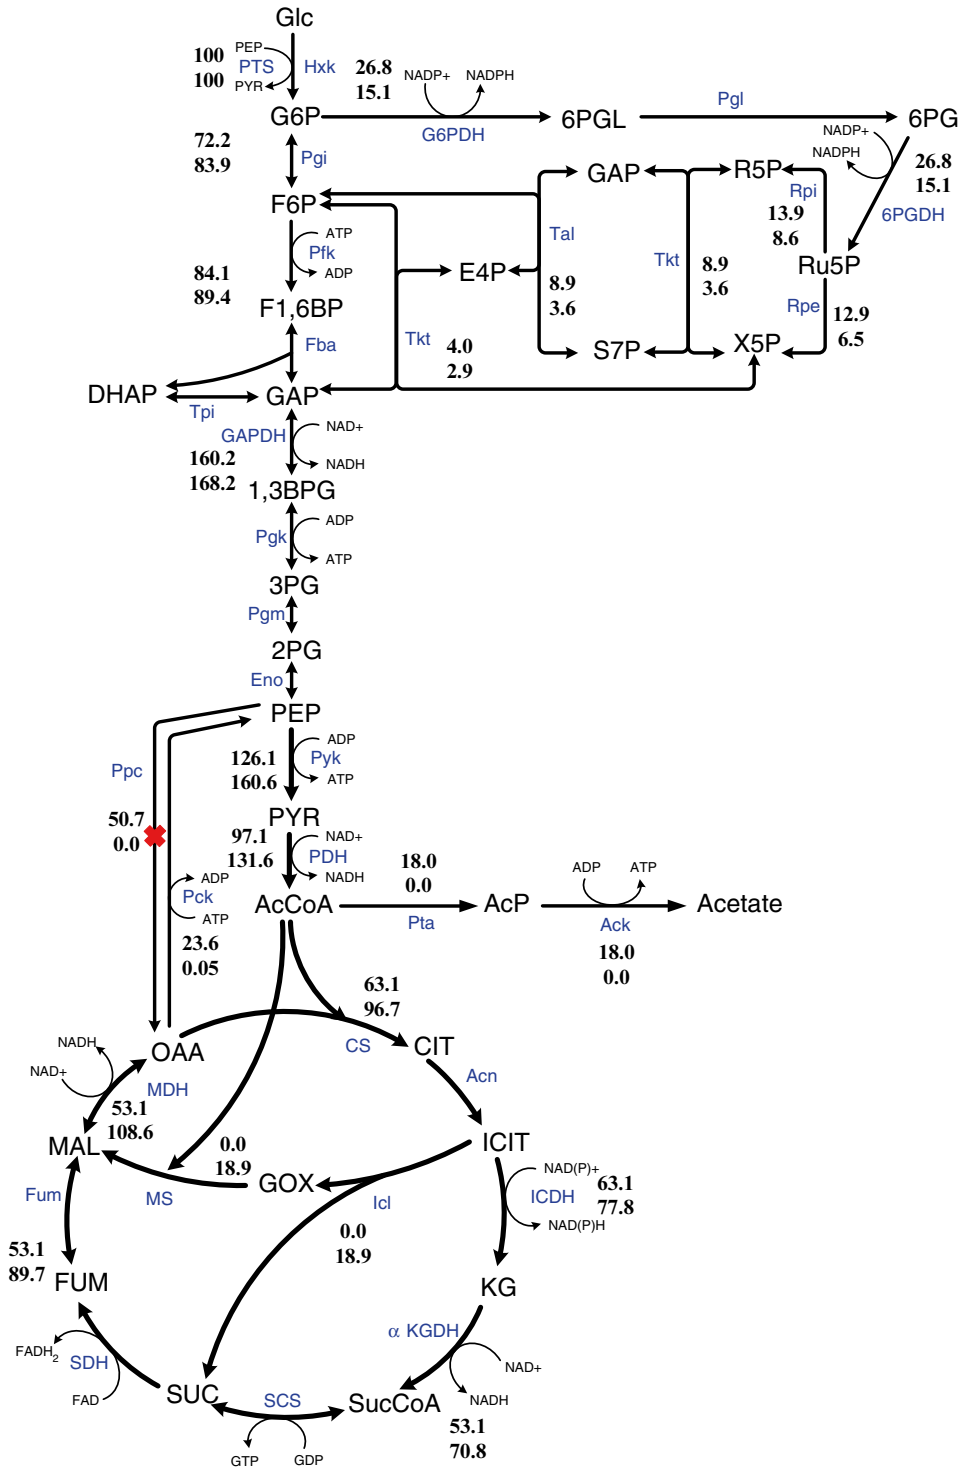 Glc
PEP
100
PTS
Hxk
100
PYR
26.8
15.1
NADP+
NADPH
G6P
G6PDH
6PGL
Pgl
6PG
72.2
83.9
Pgi
NADP+
NADPH
26.8
15.1
6PGDH
GAP
R5P
Rpi
13.9
8.6
F6P
ATP
Pfk
ADP
Tal
8.9
3.6
Tkt
8.9
3.6
Ru5P
E4P
84.1
89.4
F1,6BP
Rpe
12.9
6.5
Fba
Tkt
4.0
2.9
S7P
X5P
DHAP
Tpi
GAP
GAPDH
NAD+
NADH
160.2
168.2
1,3BPG
Pgk
ADP
ATP
3PG
Pgm
2PG
Eno
PEP
126.1
160.6
ADP
Pyk
ATP
Ppc
50.7
0.0
PYR
97.1
131.6
NAD+
PDH
NADH
ADP
Pck
ATP
23.6
0.05
AcCoA
18.0
0.0
Pta
AcP
ADP
ATP
Ack
18.0
0.0
Acetate
63.1
96.7
CS
OAA
CIT
NADH
NAD+
MDH
53.1
108.6
Acn
MAL
0.0
18.9
MS
GOX
Icl
0.0
18.9
ICIT
NAD(P)+
ICDH
NAD(P)H
63.1
77.8
Fum
53.1
89.7
FUM
KG
α KGDH
NAD+
NADH
FADH2
SDH
FAD
SUC
SCS
SucCoA
53.1
70.8
GTP
GDP